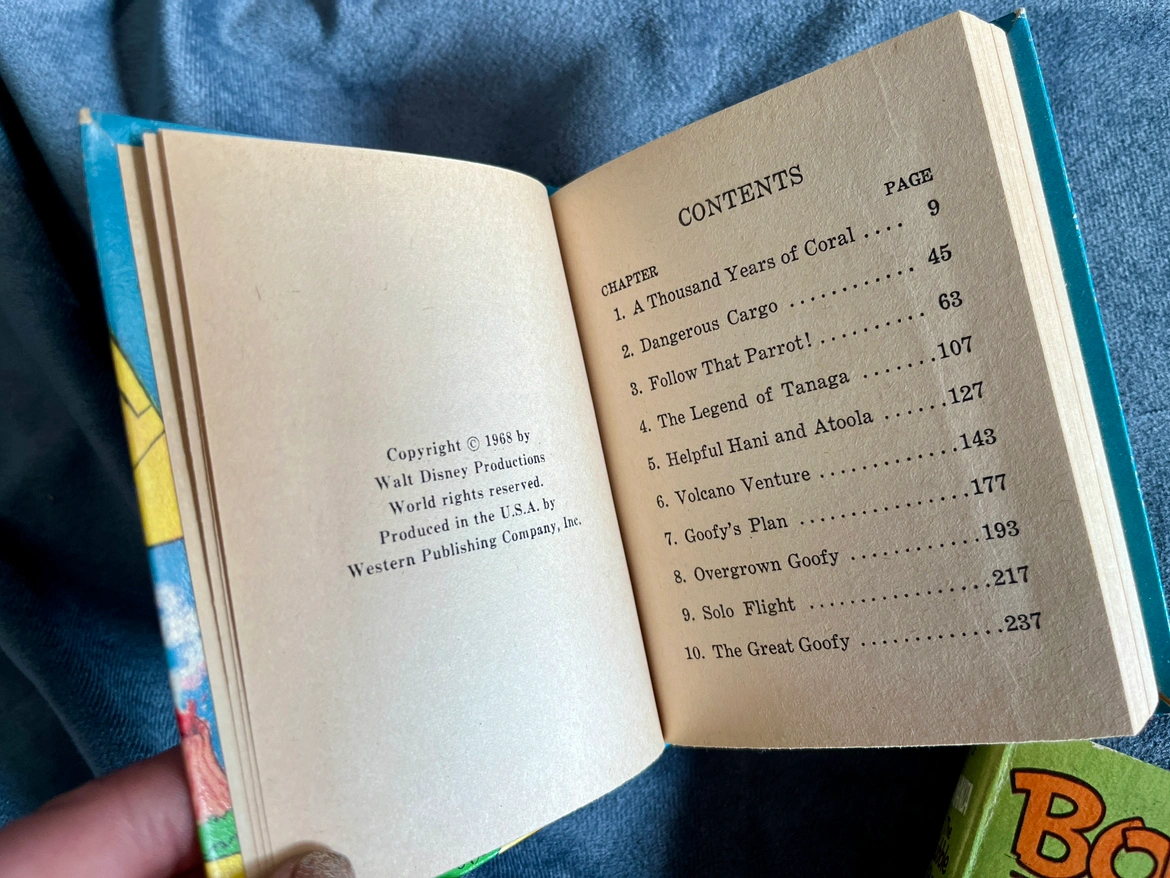 Copyright © 1968 by
Walt Disney Productions
World rights reserved.
Produced in the U.S.A. by
Western Publishing Company, Inc.
CONTENTS
CHAPTER PAGE
1. A Thousand Years of Coral .... 9
2. Dangerous Cargo ........... 45
3. Follow That Parrot! .......... 63
4. The Legend of Tanaga .......107
5. Helpful Hani and Atoola ......127
6. Volcano Venture ............143
7. Goofy's Plan ...............177
8. Overgrown Goofy ............193
9. Solo Flight ................217
10. The Great Goofy ............237